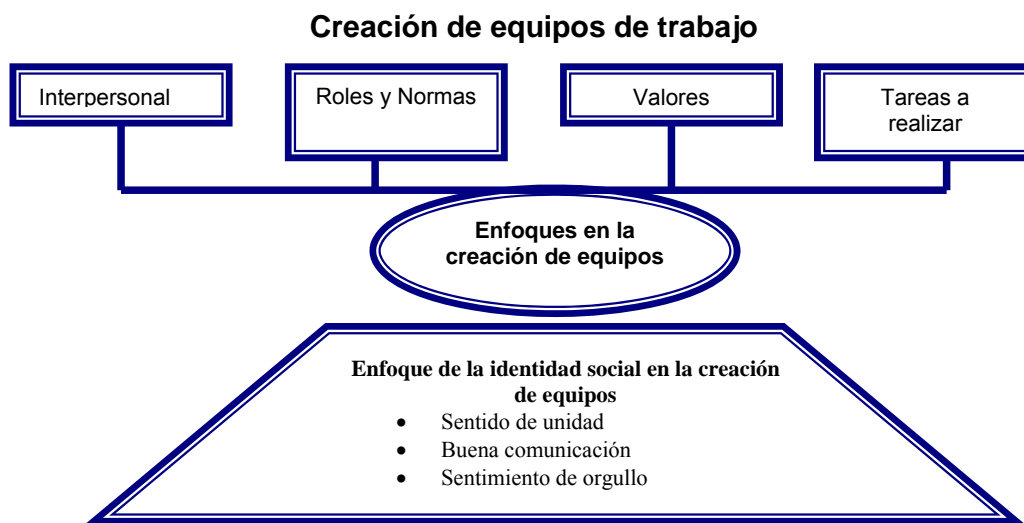 Creación de equipos de trabajo
Interpersonal
Roles y Normas
Valores
Tareas a
realizar
Enfoques en la
creación de equipos
Enfoque de la identidad social en la creación
de equipos
• Sentido de unidad
• Buena comunicación
• Sentimiento de orgullo